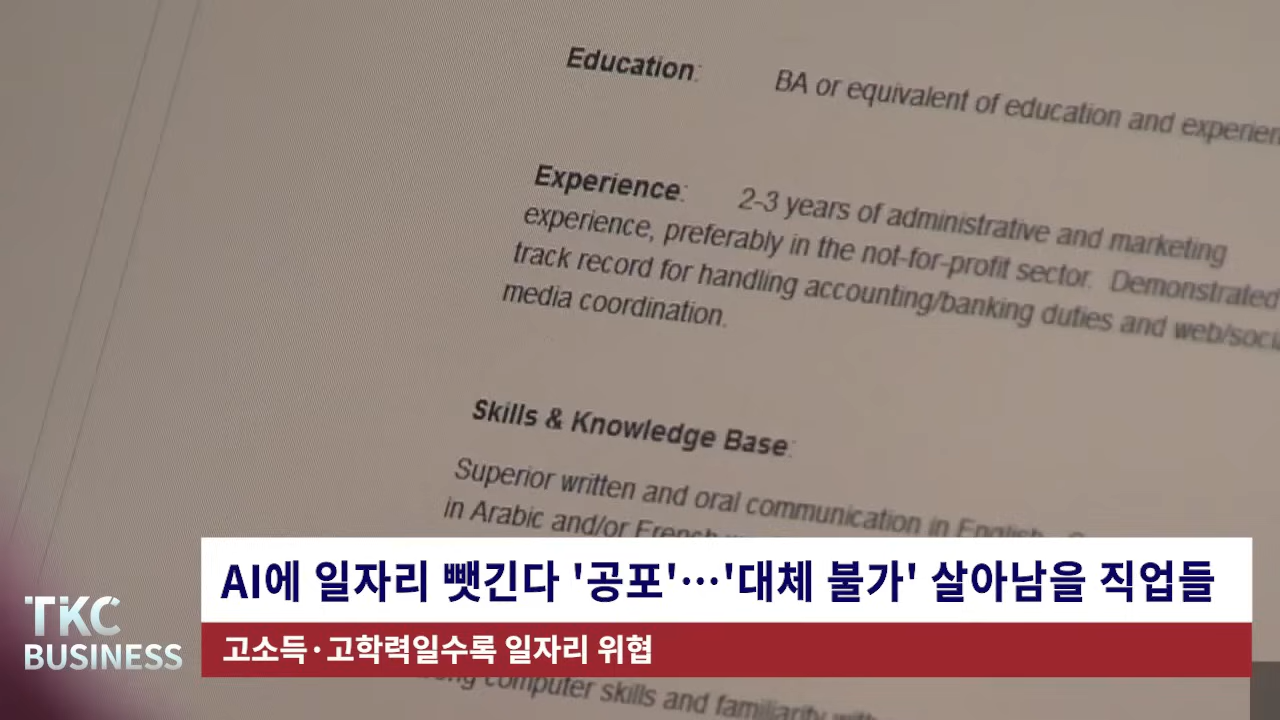 Education:
BA or equivalent of education and
Experience: 2-3 years of administrative and marketing
experience, preferably in the not-for-profit sector. Demonstrated
track record for handling accounting/banking duties and
media coordination.
Skills & Knowledge Base:
Superior written and oral communication in English
in Arabic and/or French
AI에 일자리 뺏긴다 '공포'…'대체 불가' 살아남을 직업들
TKC
BUSINESS
고소득·고학력일수록 일자리 위협
computer skills and familiarity with